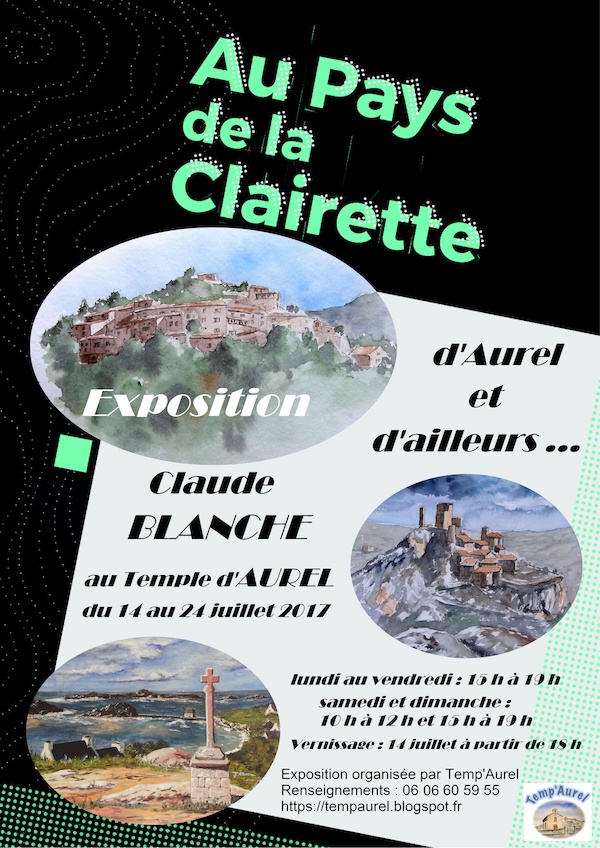 Au Pays
de la
Clairette
Exposition
d'Aurel
et
d'ailleurs ...
Claude
BLANCHE
au Temple d'AUREL
du 14 au 24 juillet 2017
lundi au vendredi : 15 h à 19 h
samedi et dimanche :
10 h à 12 h et 15 h à 19 h
Vernissage : 14 juillet à partir de 18 h
Exposition organisée par Temp'Aurel
Renseignements : 06 06 60 59 55
https://tempaurel.blogspot.fr
Temp'Aurel